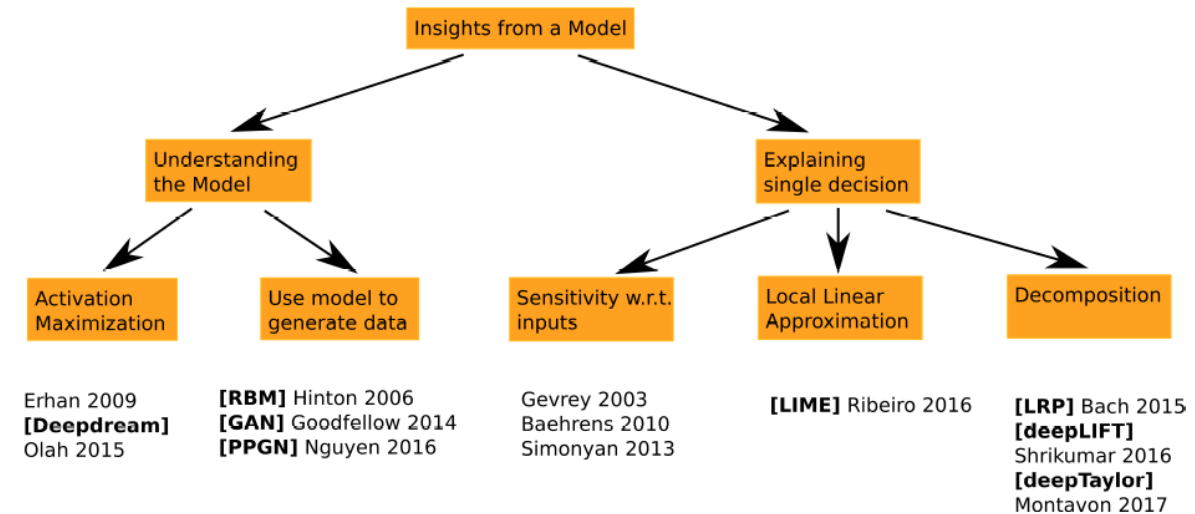 Insights from a Model
Understanding
the Model
Explaining
single decision
Activation
Maximization
Use model to
generate data
Sensitivity w.r.t.
inputs
Local Linear
Approximation
Decomposition
Erhan 2009
[Deepdream]
Olah 2015
[RBM] Hinton 2006
[GAN] Goodfellow 2014
[PPGN] Nguyen 2016
Gevrey 2003
Baehrens 2010
Simonyan 2013
[LIME] Ribeiro 2016
[LRP] Bach 2015
[deepLIFT]
Shrikumar 2016
[deepTaylor]
Montavon 2017